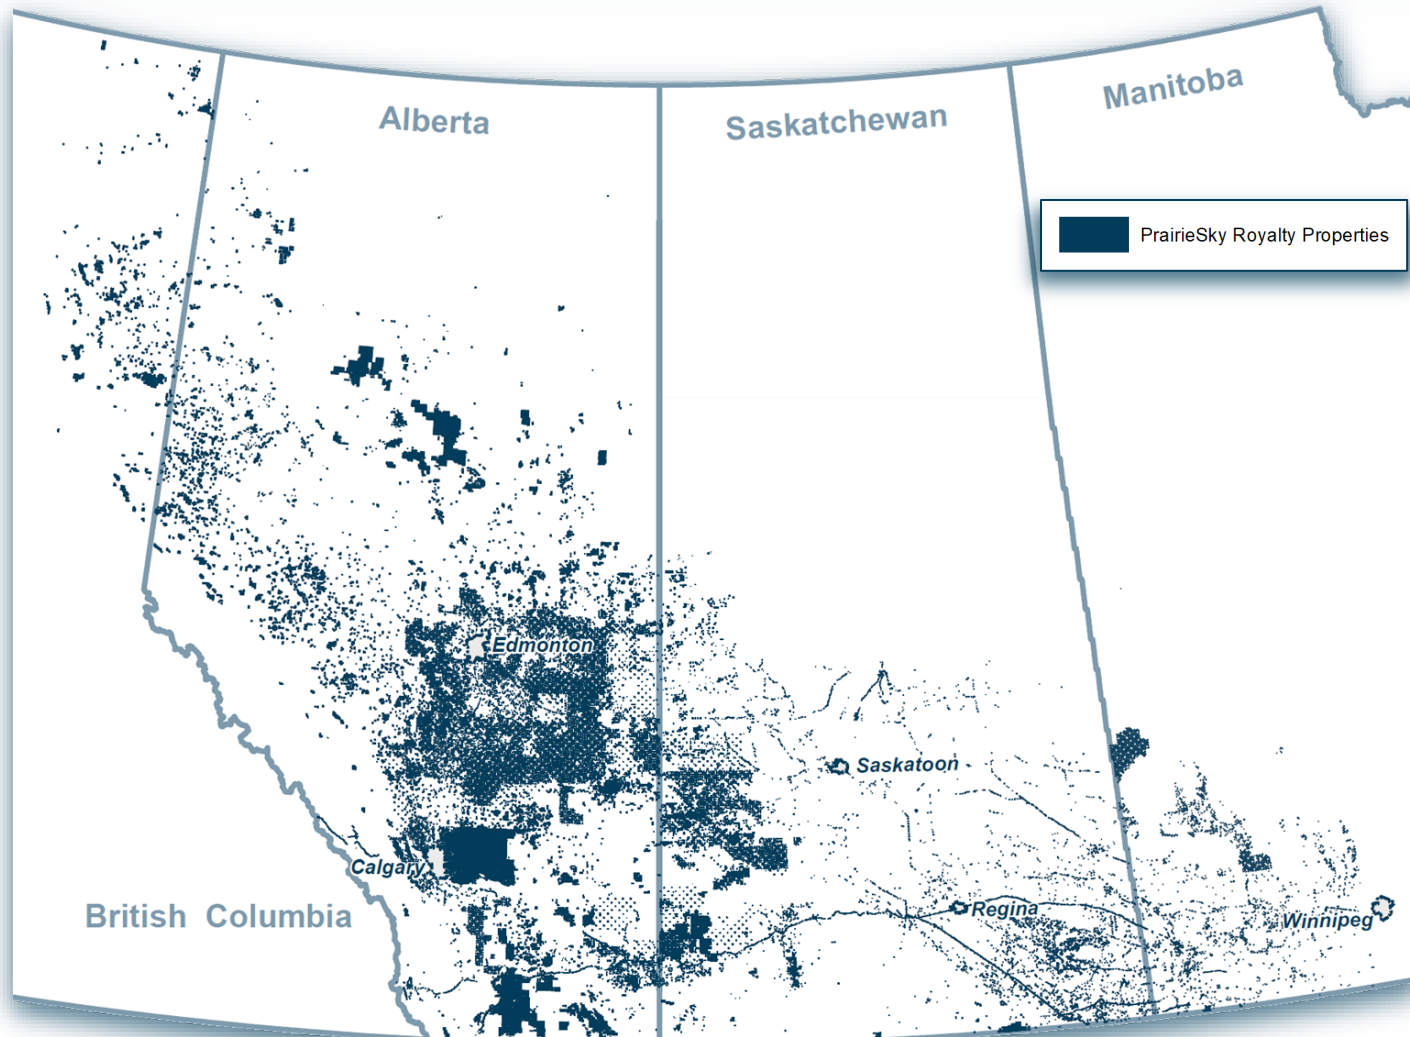 Manitoba
Alberta
Saskatchewan
PrairieSky Royalty Properties
Edmonton
Saskatoon
Calgary
British Columbia
Regina
Winnipeg